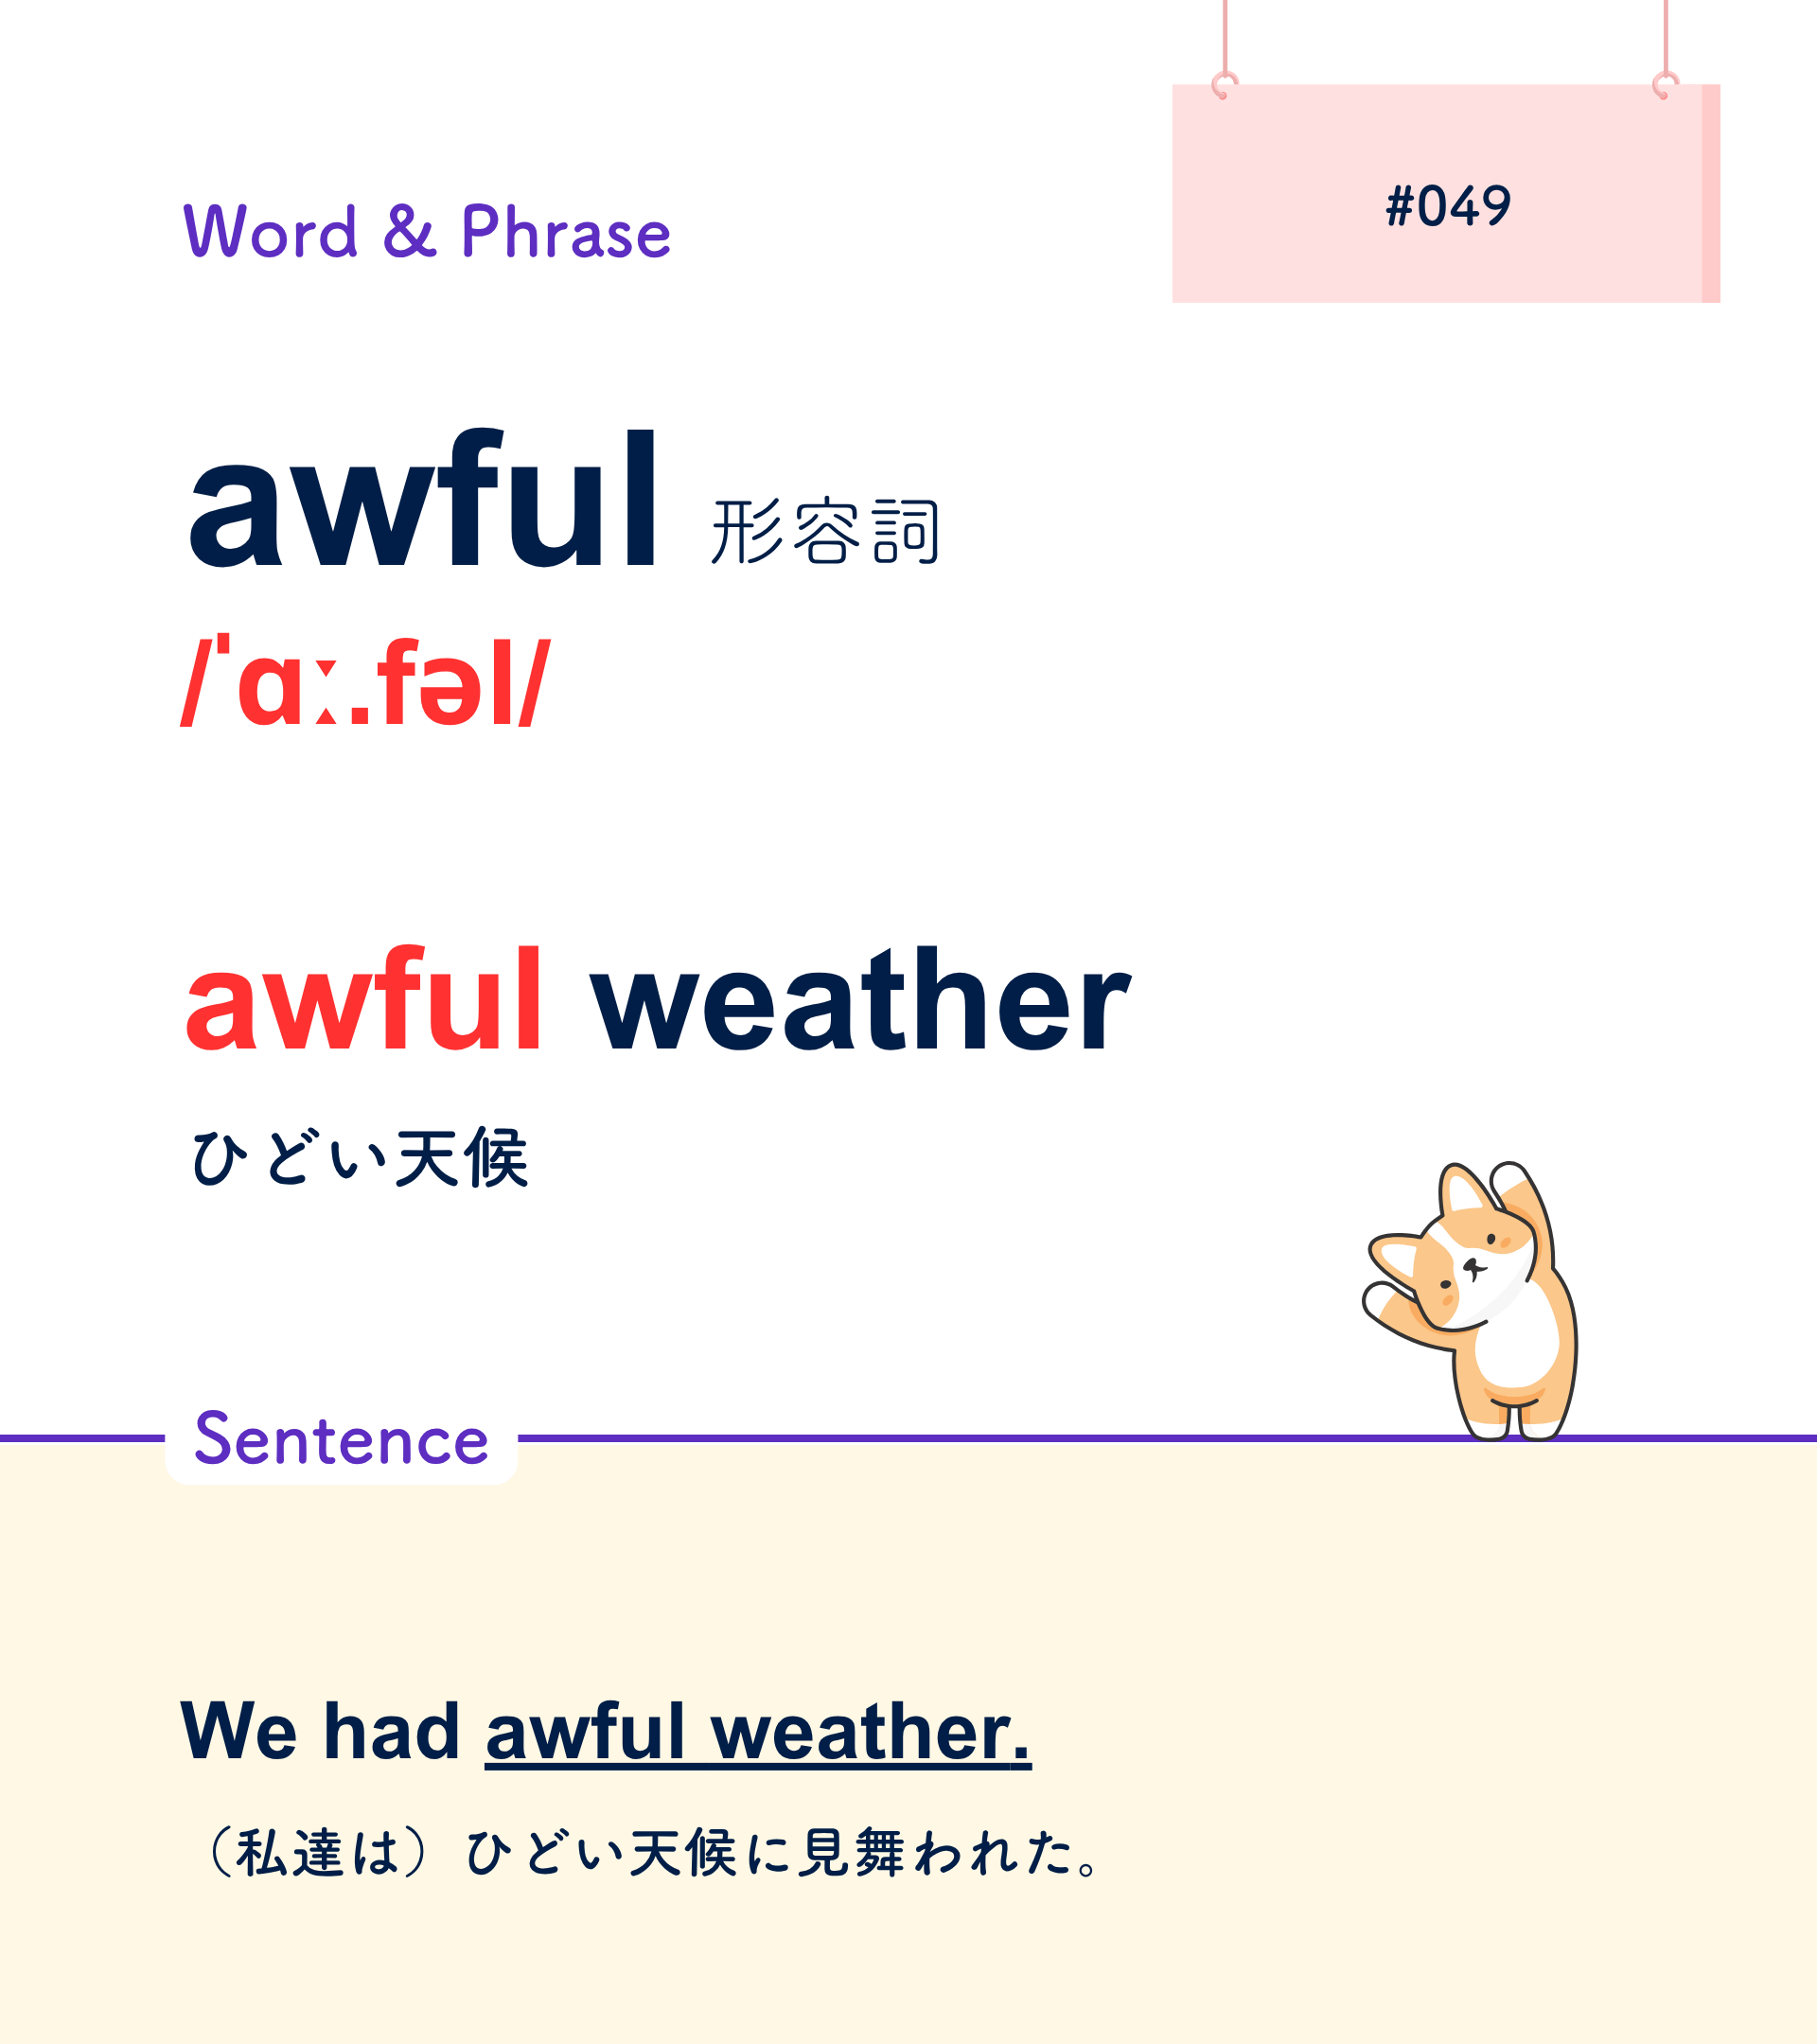 #049
Word & Phrase
awful 形容詞
/ˈɑː.fəl/
awful weather
ひどい天候
Sentence
We had awful weather.
（私達は）ひどい天候に見舞われた。